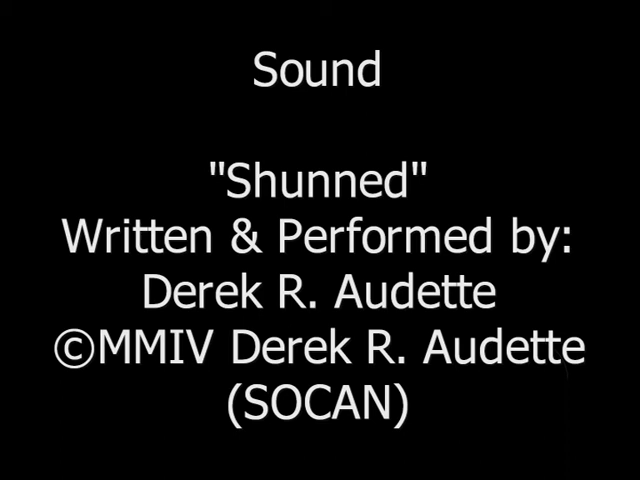 Sound
"Shunned"
Written & Performed by:
Derek R. Audette
©MMIV Derek R. Audette
(SOCAN)